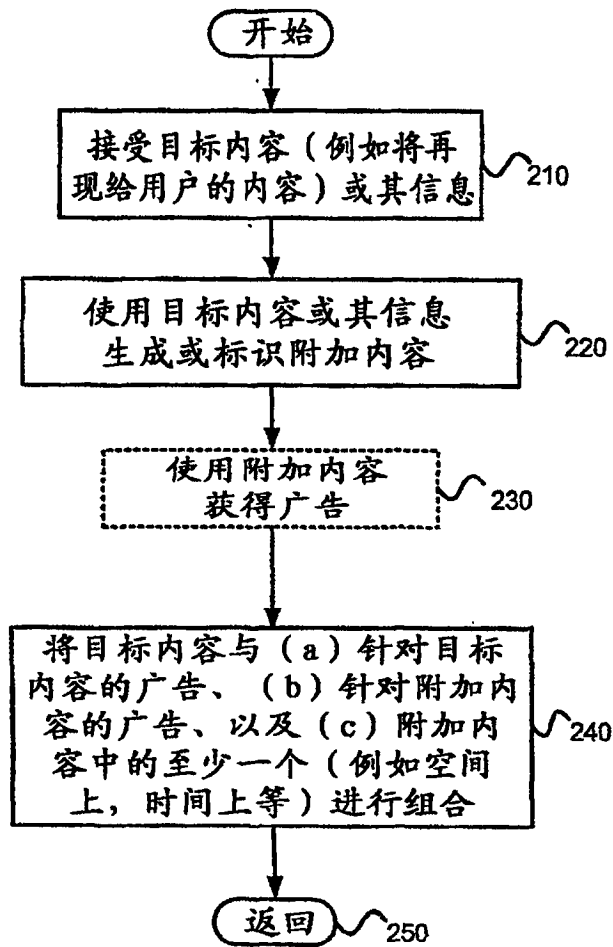 开始
接受目标内容（例如将再
现给用户的内容）或其信息
210
使用目标内容或其信息
生成或标识附加内容
220
使用附加内容
获得广告
230
将目标内容与（a）针对目标
内容的广告、（b）针对附加内
容的广告、以及（c）附加内
容中的至少一个（例如空间
上，时间上等）进行组合
240
返回
250